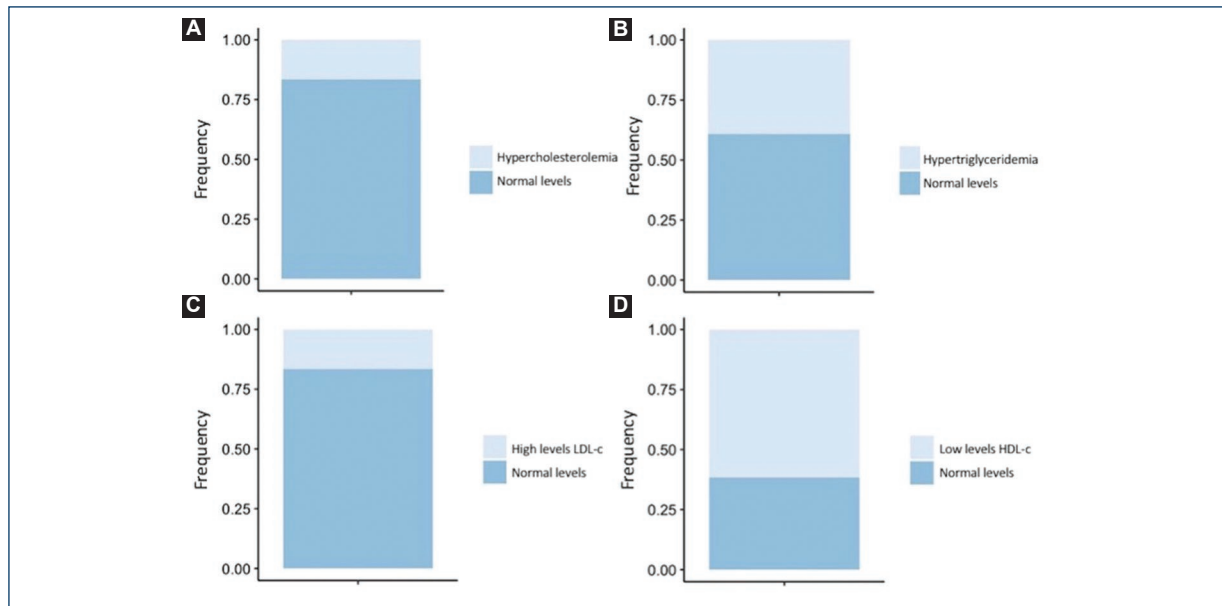 A
1.00
0.75
0.50
0.25
0.00
Frequency
Hypercholesterolemia
Normal levels
B
1.00
0.75
0.50
0.25
0.00
Frequency
Hypertriglyceridemia
Normal levels
C
1.00
0.75
0.50
0.25
0.00
Frequency
High levels LDL-c
Normal levels
D
1.00
0.75
0.50
0.25
0.00
Frequency
Low levels HDL-c
Normal levels